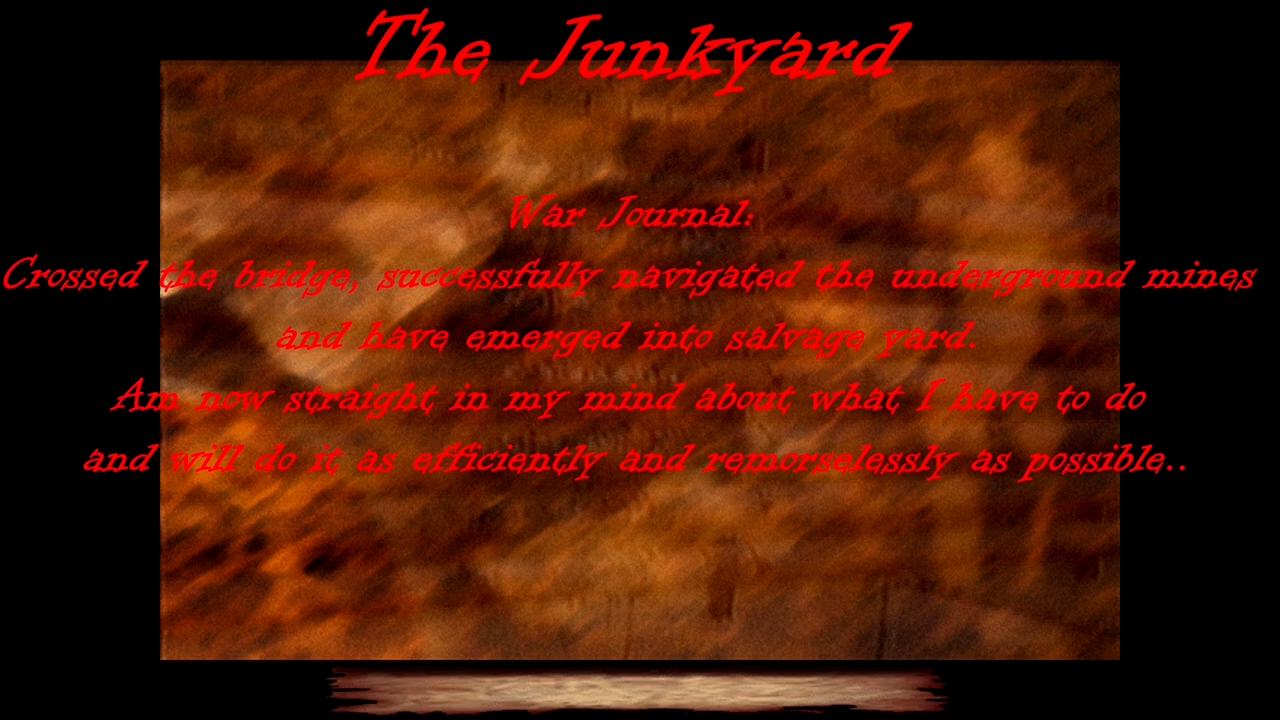 The Junkyard
War Journal:
Crossed the bridge, successfully navigated the underground mines
and have emerged into salvage yard.
Am now straight in my mind about what I have to do
and will do it as efficiently and remorselessly as possible..